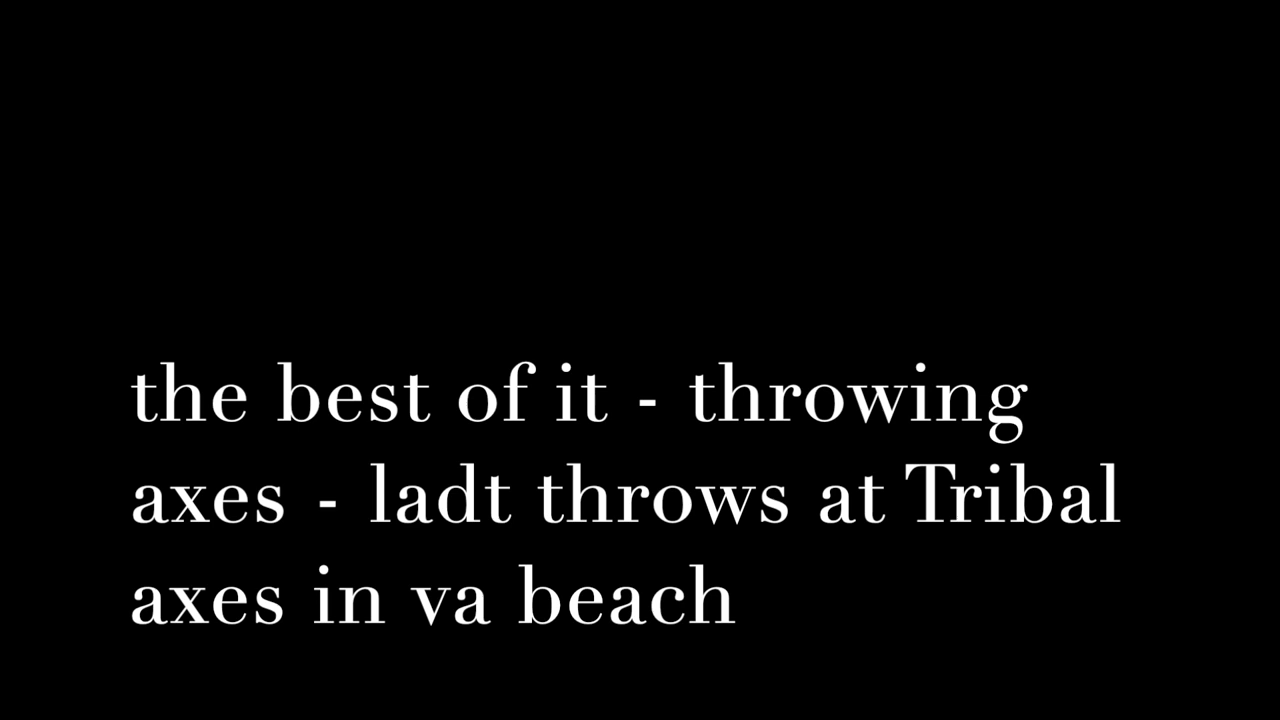 the best of it - throwing
axes - ladt throws at Tribal
axes in va beach